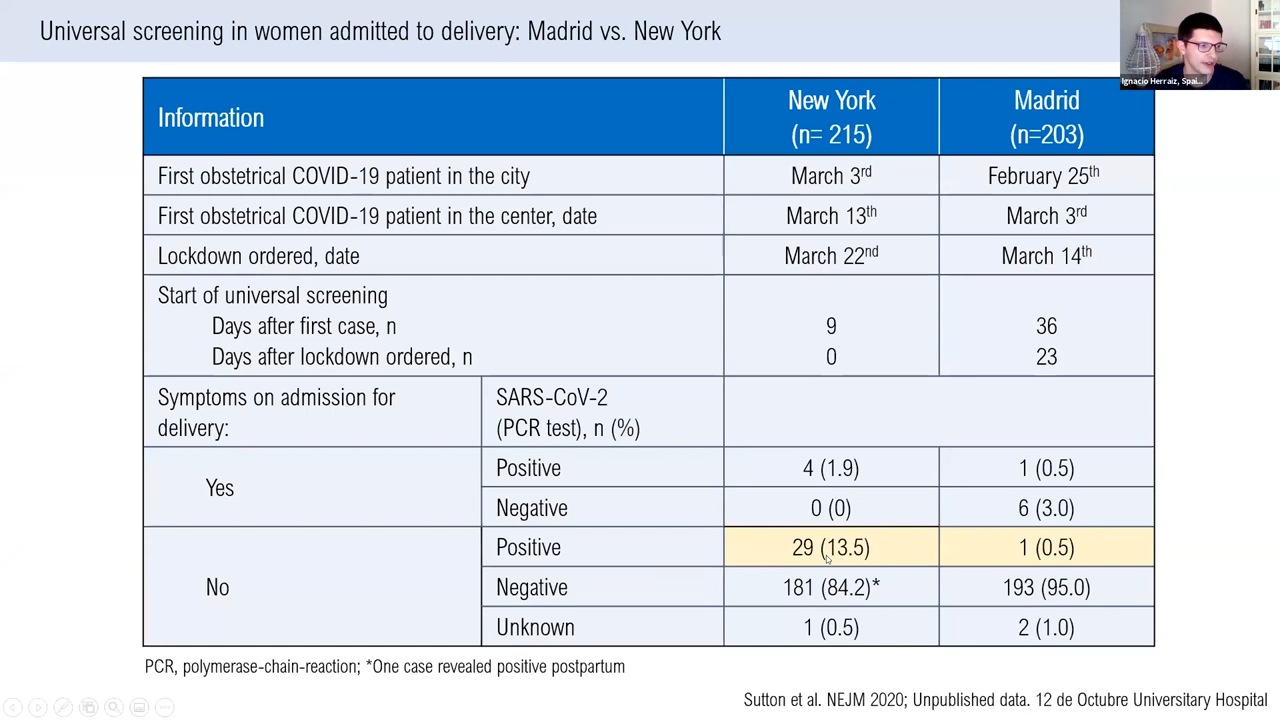 Universal screening in women admitted to delivery: Madrid vs. New York
Ignacio Herraiz, Spai...
Information
New York
(n= 215)
Madrid
(n=203)
First obstetrical COVID-19 patient in the city
March 3rd
February 25th
First obstetrical COVID-19 patient in the center, date
March 13th
March 3rd
Lockdown ordered, date
March 22nd
March 14th
Start of universal screening
Days after first case, n
9
36
Days after lockdown ordered, n
0
23
Symptoms on admission for
delivery:
SARS-CoV-2
(PCR test), n (%)
Yes
Positive
4 (1.9)
1 (0.5)
Negative
0 (0)
6 (3.0)
No
Positive
29 (13.5)
1 (0.5)
Negative
181 (84.2)*
193 (95.0)
Unknown
1 (0.5)
2 (1.0)
PCR, polymerase-chain-reaction; *One case revealed positive postpartum
Sutton et al. NEJM 2020; Unpublished data. 12 de Octubre Universitary Hospital